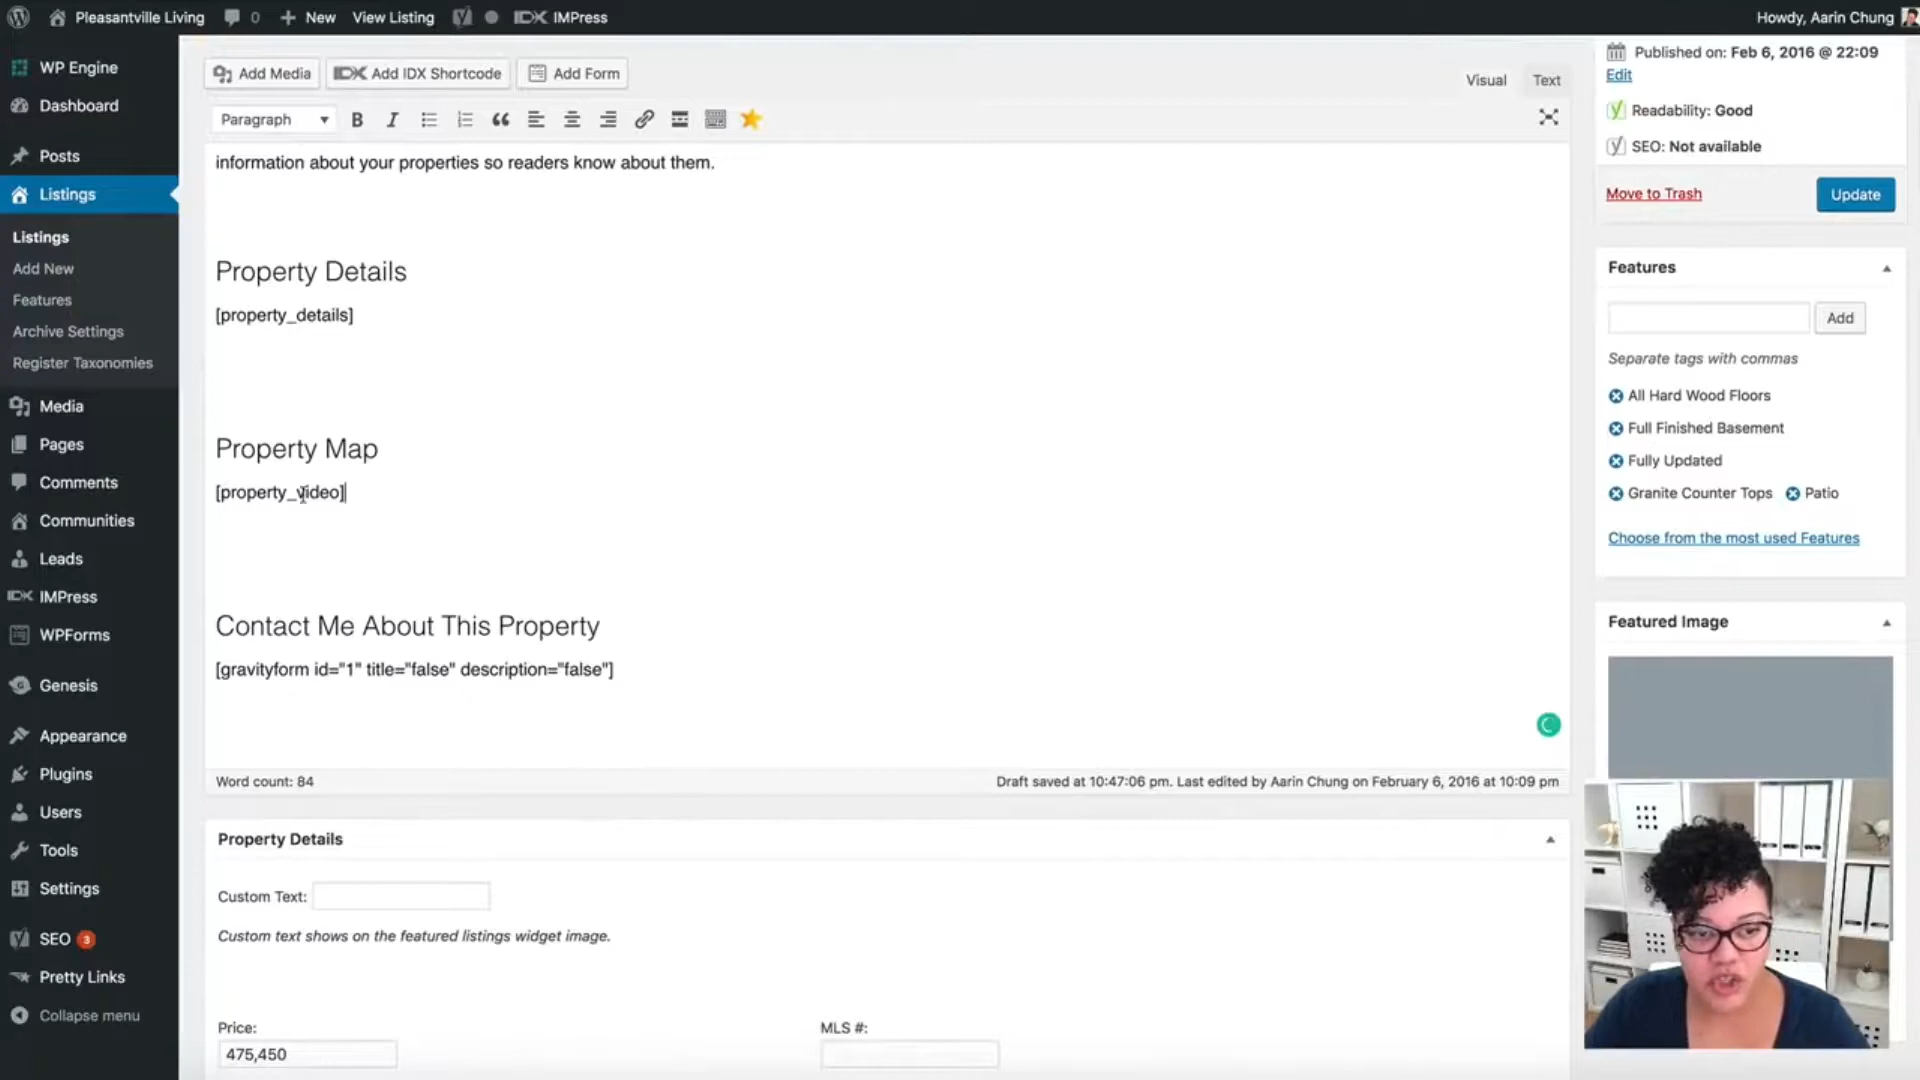 Pleasantville Living 0 New View Listing IDX IMPress Howdy, Aarin Chung
WP Engine
Dashboard
Posts
Listings
Listings
Add New
Features
Archive Settings
Register Taxonomies
Media
Pages
Comments
Communities
Leads
IDX IMPress
WPForms
Genesis
Appearance
Plugins
Users
Tools
Settings
SEO 3
Pretty Links
Collapse menu
Add Media IDX Add IDX Shortcode Add Form
Visual Text
Paragraph B I
information about your properties so readers know about them.
Property Details
[property_details]
Property Map
[property_video]
Contact Me About This Property
[gravityform id="1" title="false" description="false"]
Word count: 84 Draft saved at 10:47:06 pm. Last edited by Aarin Chung on February 6, 2016 at 10:09 pm
Property Details
Custom Text:
Custom text shows on the featured listings widget image.
Price: MLS #:
475,450
Published on: Feb 6, 2016 @ 22:09
Edit
Readability: Good
SEO: Not available
Move to Trash Update
Features
Add
Separate tags with commas
All Hard Wood Floors
Full Finished Basement
Fully Updated
Granite Counter Tops Patio
Choose from the most used Features
Featured Image